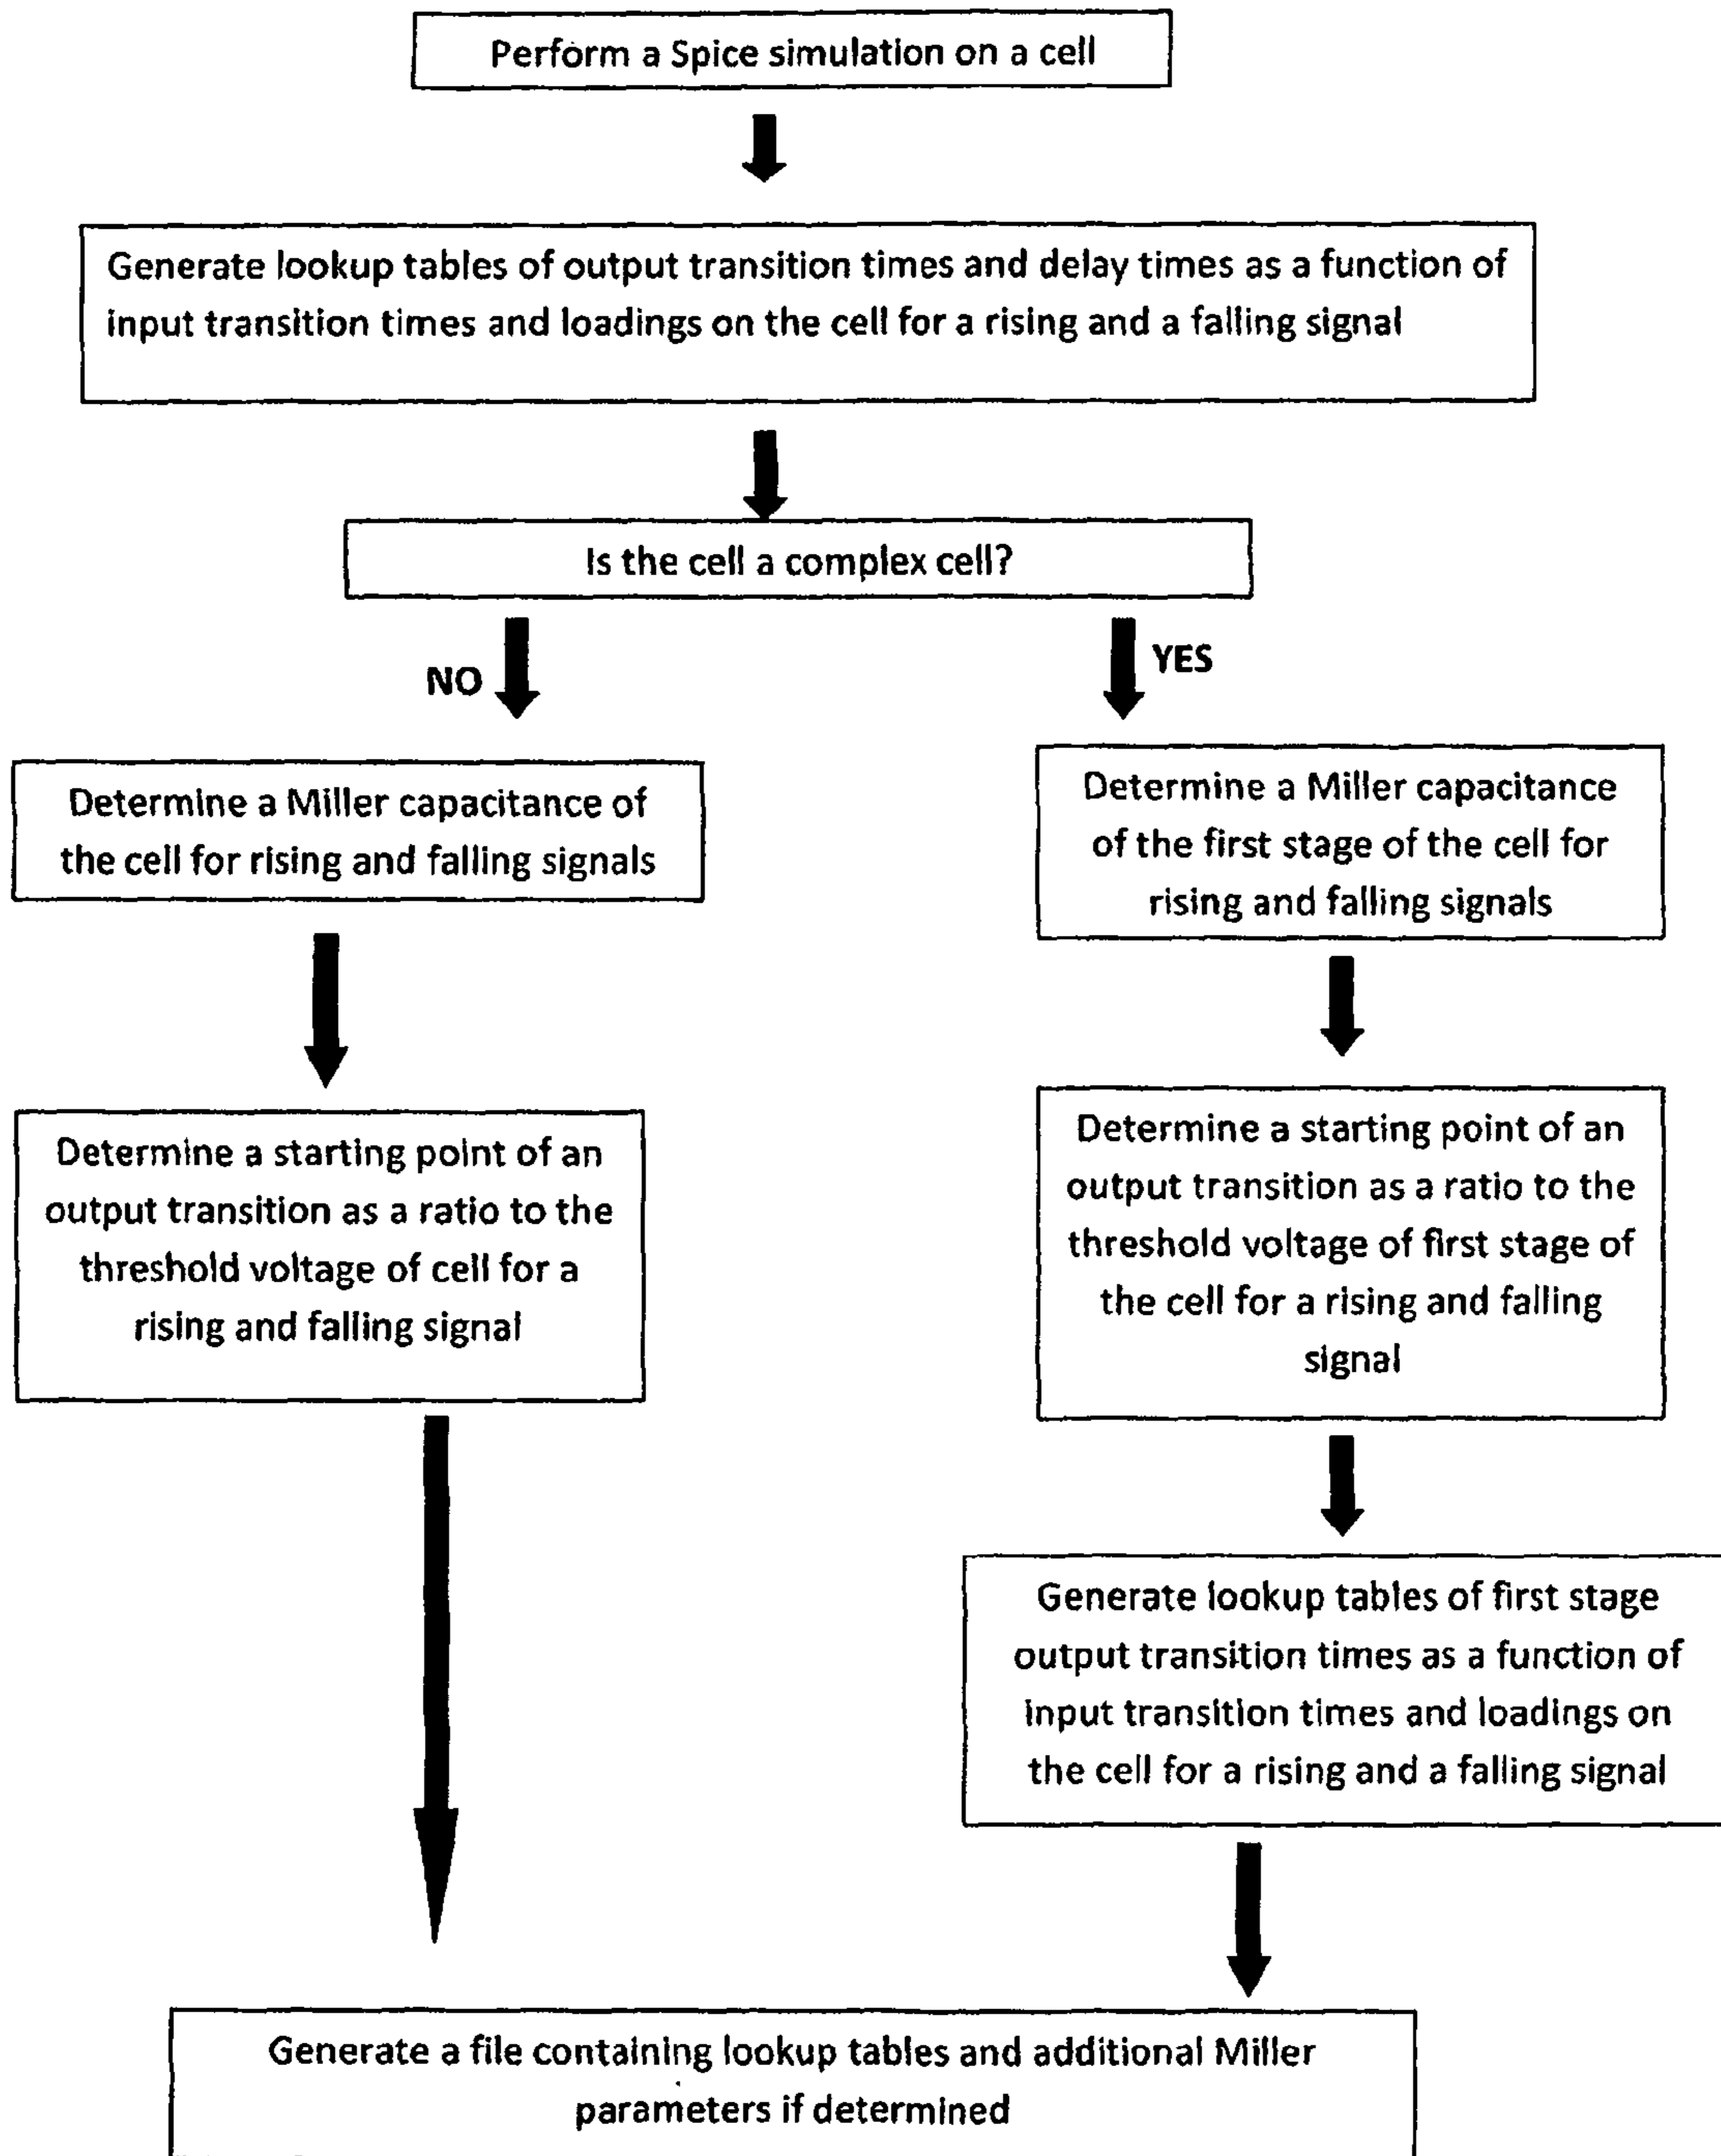 Perform a Spice simulation on a cell
Generate lookup tables of output transition times and delay times as a function of
input transition times and loadings on the cell for a rising and a falling signal
Is the cell a complex cell?
NO
YES
Determine a Miller capacitance of
the cell for rising and falling signals
Determine a starting point of an
output transition as a ratio to the
threshold voltage of cell for a
rising and falling signal
Determine a Miller capacitance
of the first stage of the cell for
rising and falling signals
Determine a starting point of an
output transition as a ratio to the
threshold voltage of first stage of
the cell for a rising and falling
signal
Generate lookup tables of first stage
output transition times as a function of
input transition times and loadings on
the cell for a rising and a falling signal
Generate a file containing lookup tables and additional Miller
parameters if determined